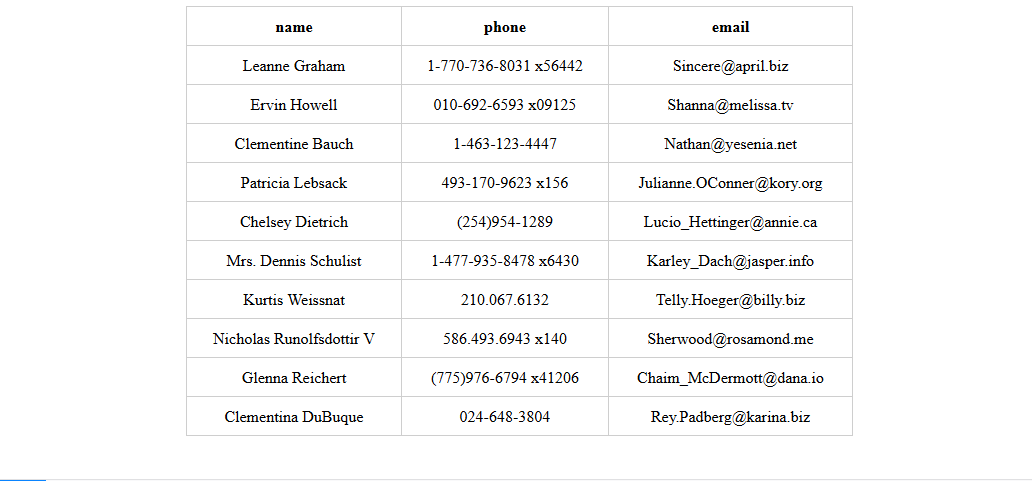 name phone email
Leanne Graham 1-770-736-8031 x56442 Sincere@april.biz
Ervin Howell 010-692-6593 x09125 Shanna@melissa.tv
Clementine Bauch 1-463-123-4447 Nathan@yesenia.net
Patricia Lebsack 493-170-9623 x156 Julianne.OConner@kory.org
Chelsey Dietrich (254)954-1289 Lucio_Hettinger@annie.ca
Mrs. Dennis Schulist 1-477-935-8478 x6430 Karley_Dach@jasper.info
Kurtis Weissnat 210.067.6132 Telly.Hoeger@billy.biz
Nicholas Runolfsdottir V 586.493.6943 x140 Sherwood@rosamond.me
Glenna Reichert (775)976-6794 x41206 Chaim_McDermott@dana.io
Clementina DuBuque 024-648-3804 Rey.Padberg@karina.biz